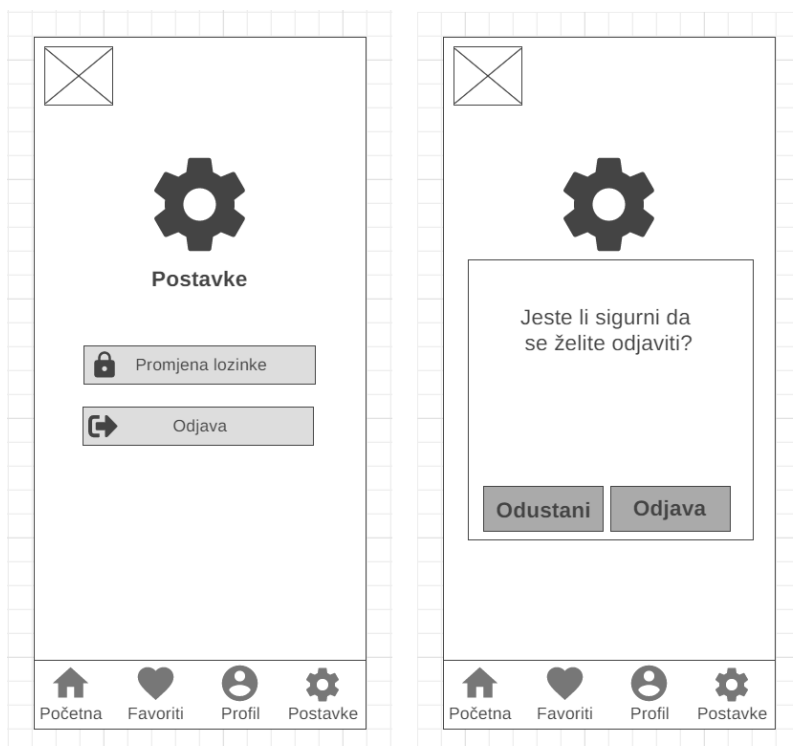 Postavke
Promjena lozinke
Odjava
Početna Favoriti Profil Postavke
Jeste li sigurni da
se želite odjaviti?
Odustani Odjava
Početna Favoriti Profil Postavke